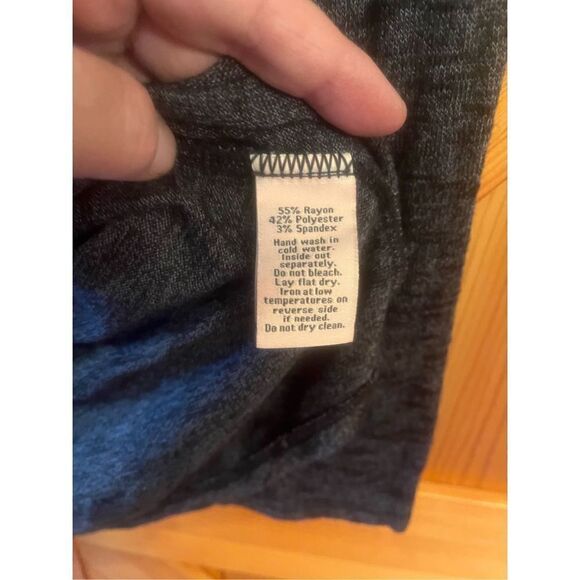 55% Rayon
42% Polyester
3% Spandex
Hand wash in
cold water.
Inside out
separately.
Do not bleach.
Lay flat dry.
Iron at low
temperatures on
reverse side
if needed.
Do not dry clean.